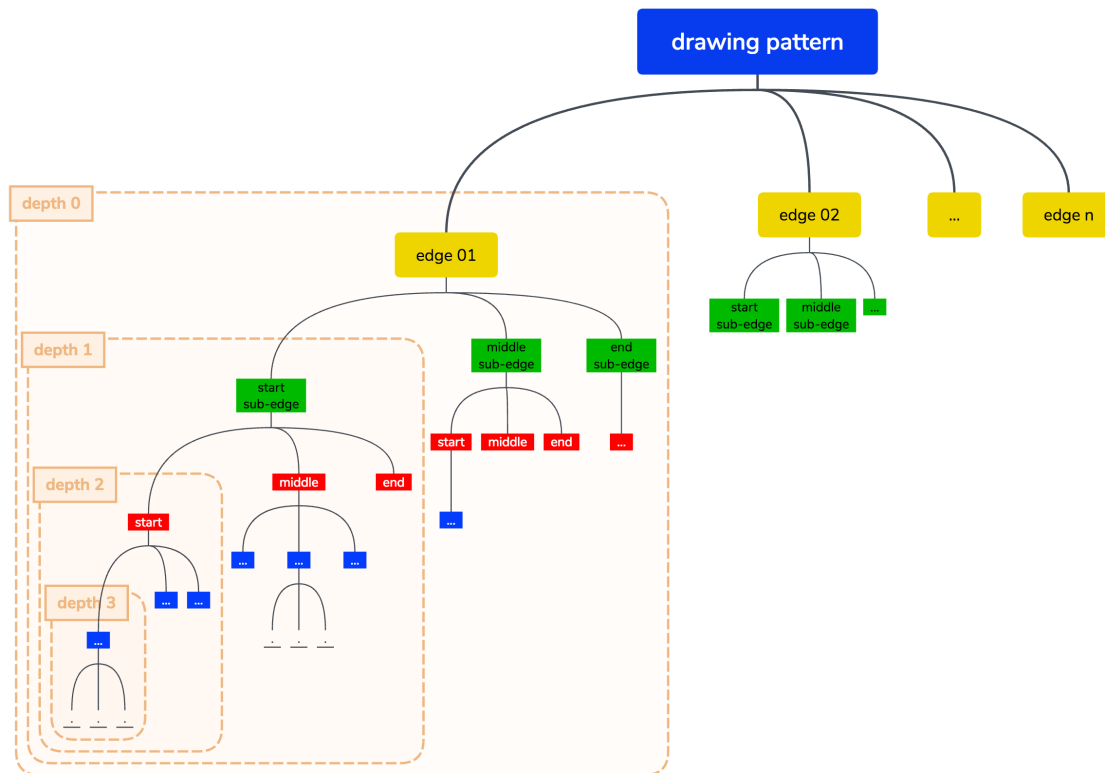 drawing pattern
depth 0
edge 01
edge 02
...
edge n
start
sub-edge
middle
sub-edge
...
depth 1
start
sub-edge
middle
sub-edge
end
sub-edge
start
middle
end
...
depth 2
start
middle
end
...
...
...
...
depth 3
...
...
...
.
.
.
.
.
.